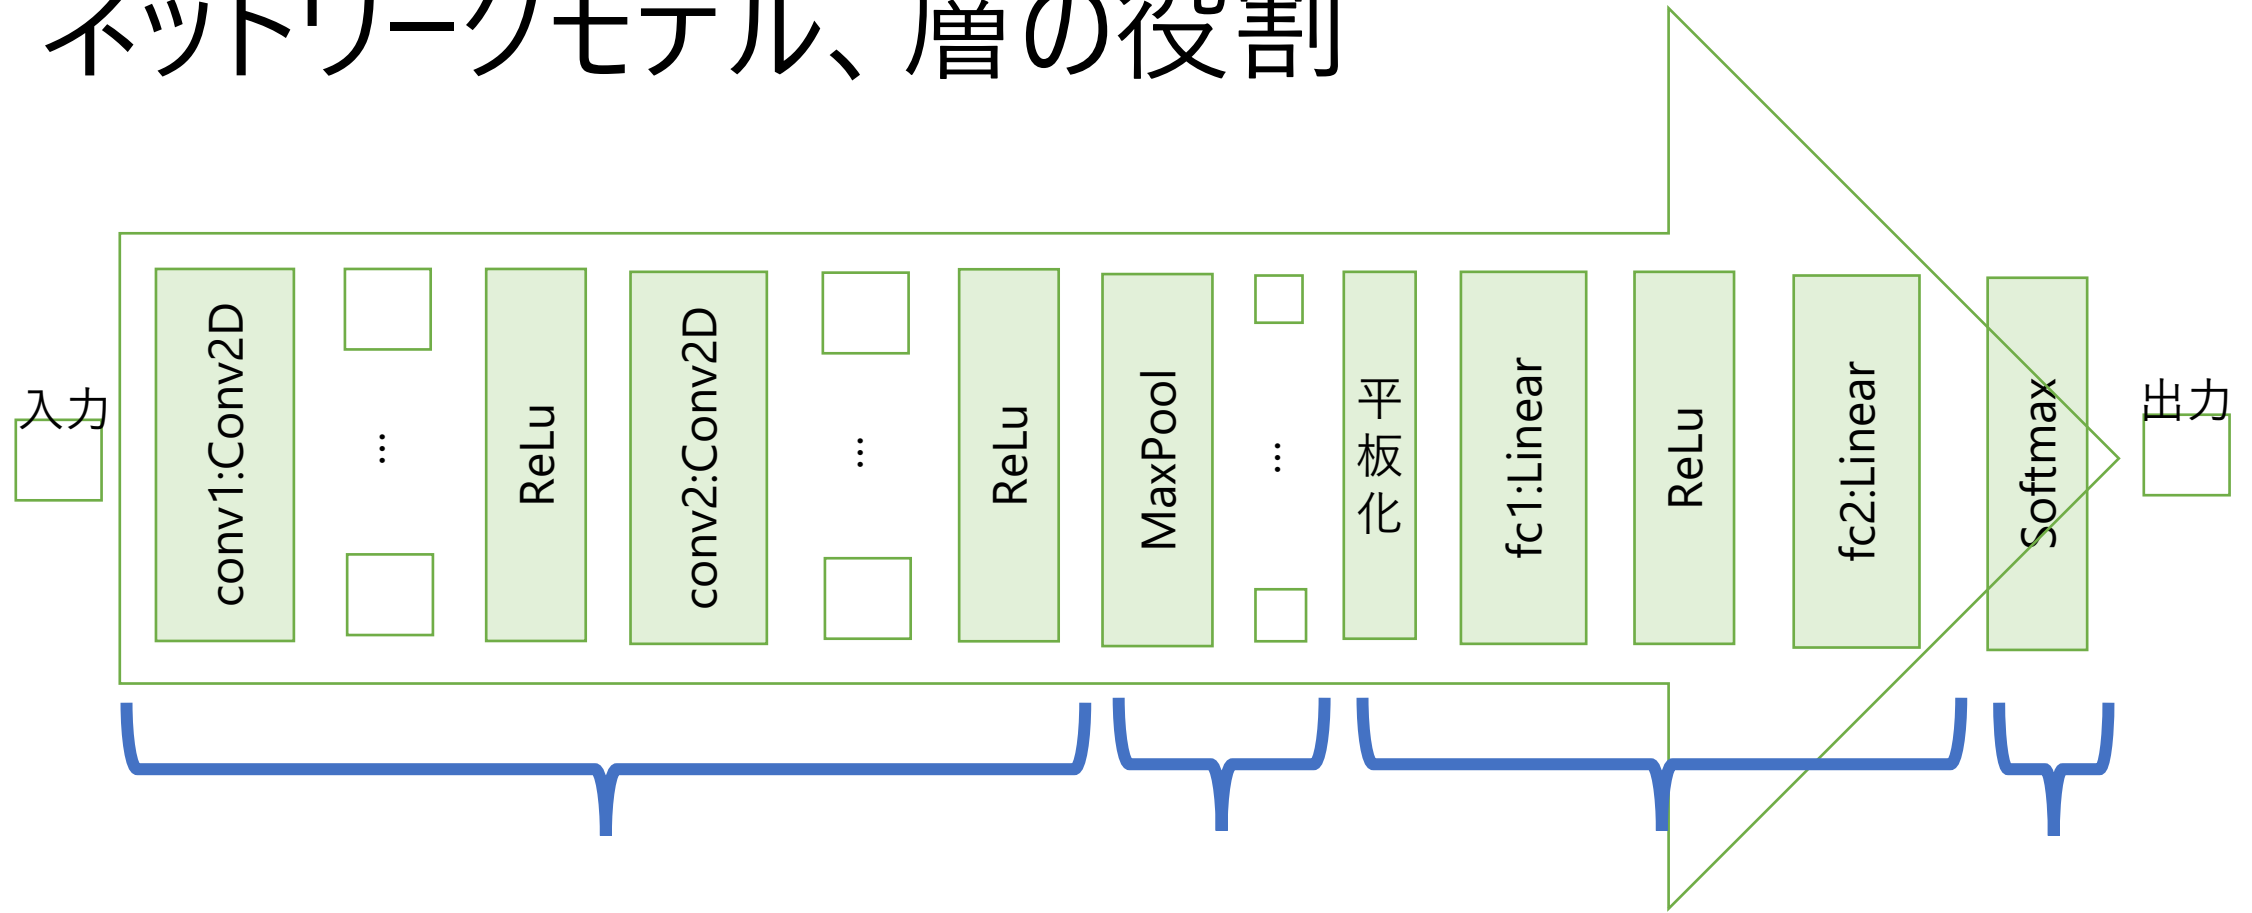 ネットワークモデル、層の役割
入力
conv1:Conv2D
…
ReLu
conv2:Conv2D
…
ReLu
MaxPool
…
平板化
fc1:Linear
ReLu
fc2:Linear
Softmax
出力